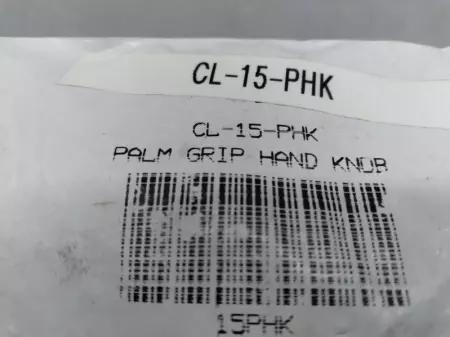 CL-15-PHK
CL-15-PHK
PALM GRIP HAND KNOB
15PHK